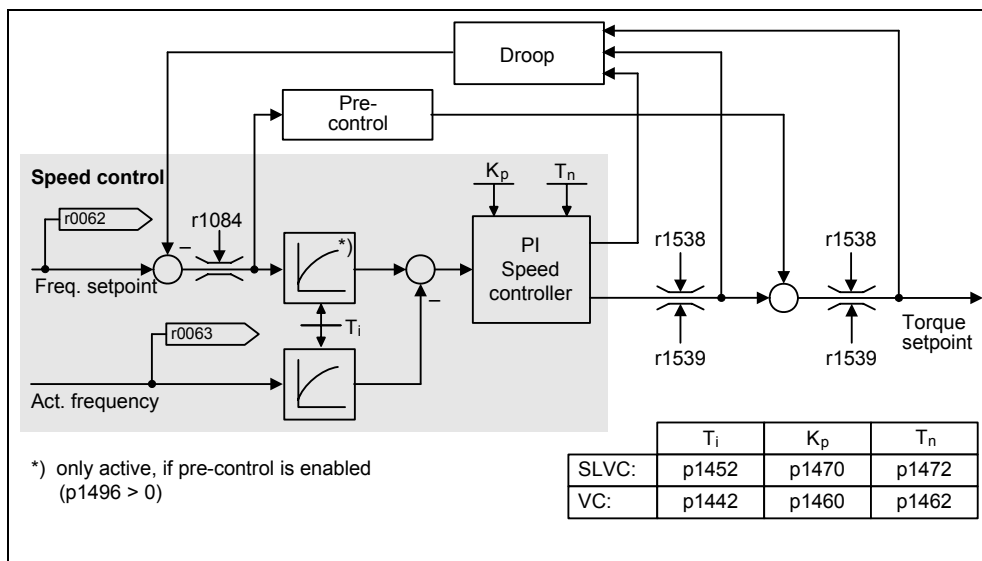 Droop
Pre-
control
Speed control
r0062
r1084
*)
Kp
Tn
Freq. setpoint
PI
Speed
controller
r1538
r1538
r0063
Ti
r1539
r1539
Torque
setpoint
Act. frequency
*) only active, if pre-control is enabled
(p1496 > 0)
Ti Kp Tn
SLVC: p1452 p1470 p1472
VC: p1442 p1460 p1462